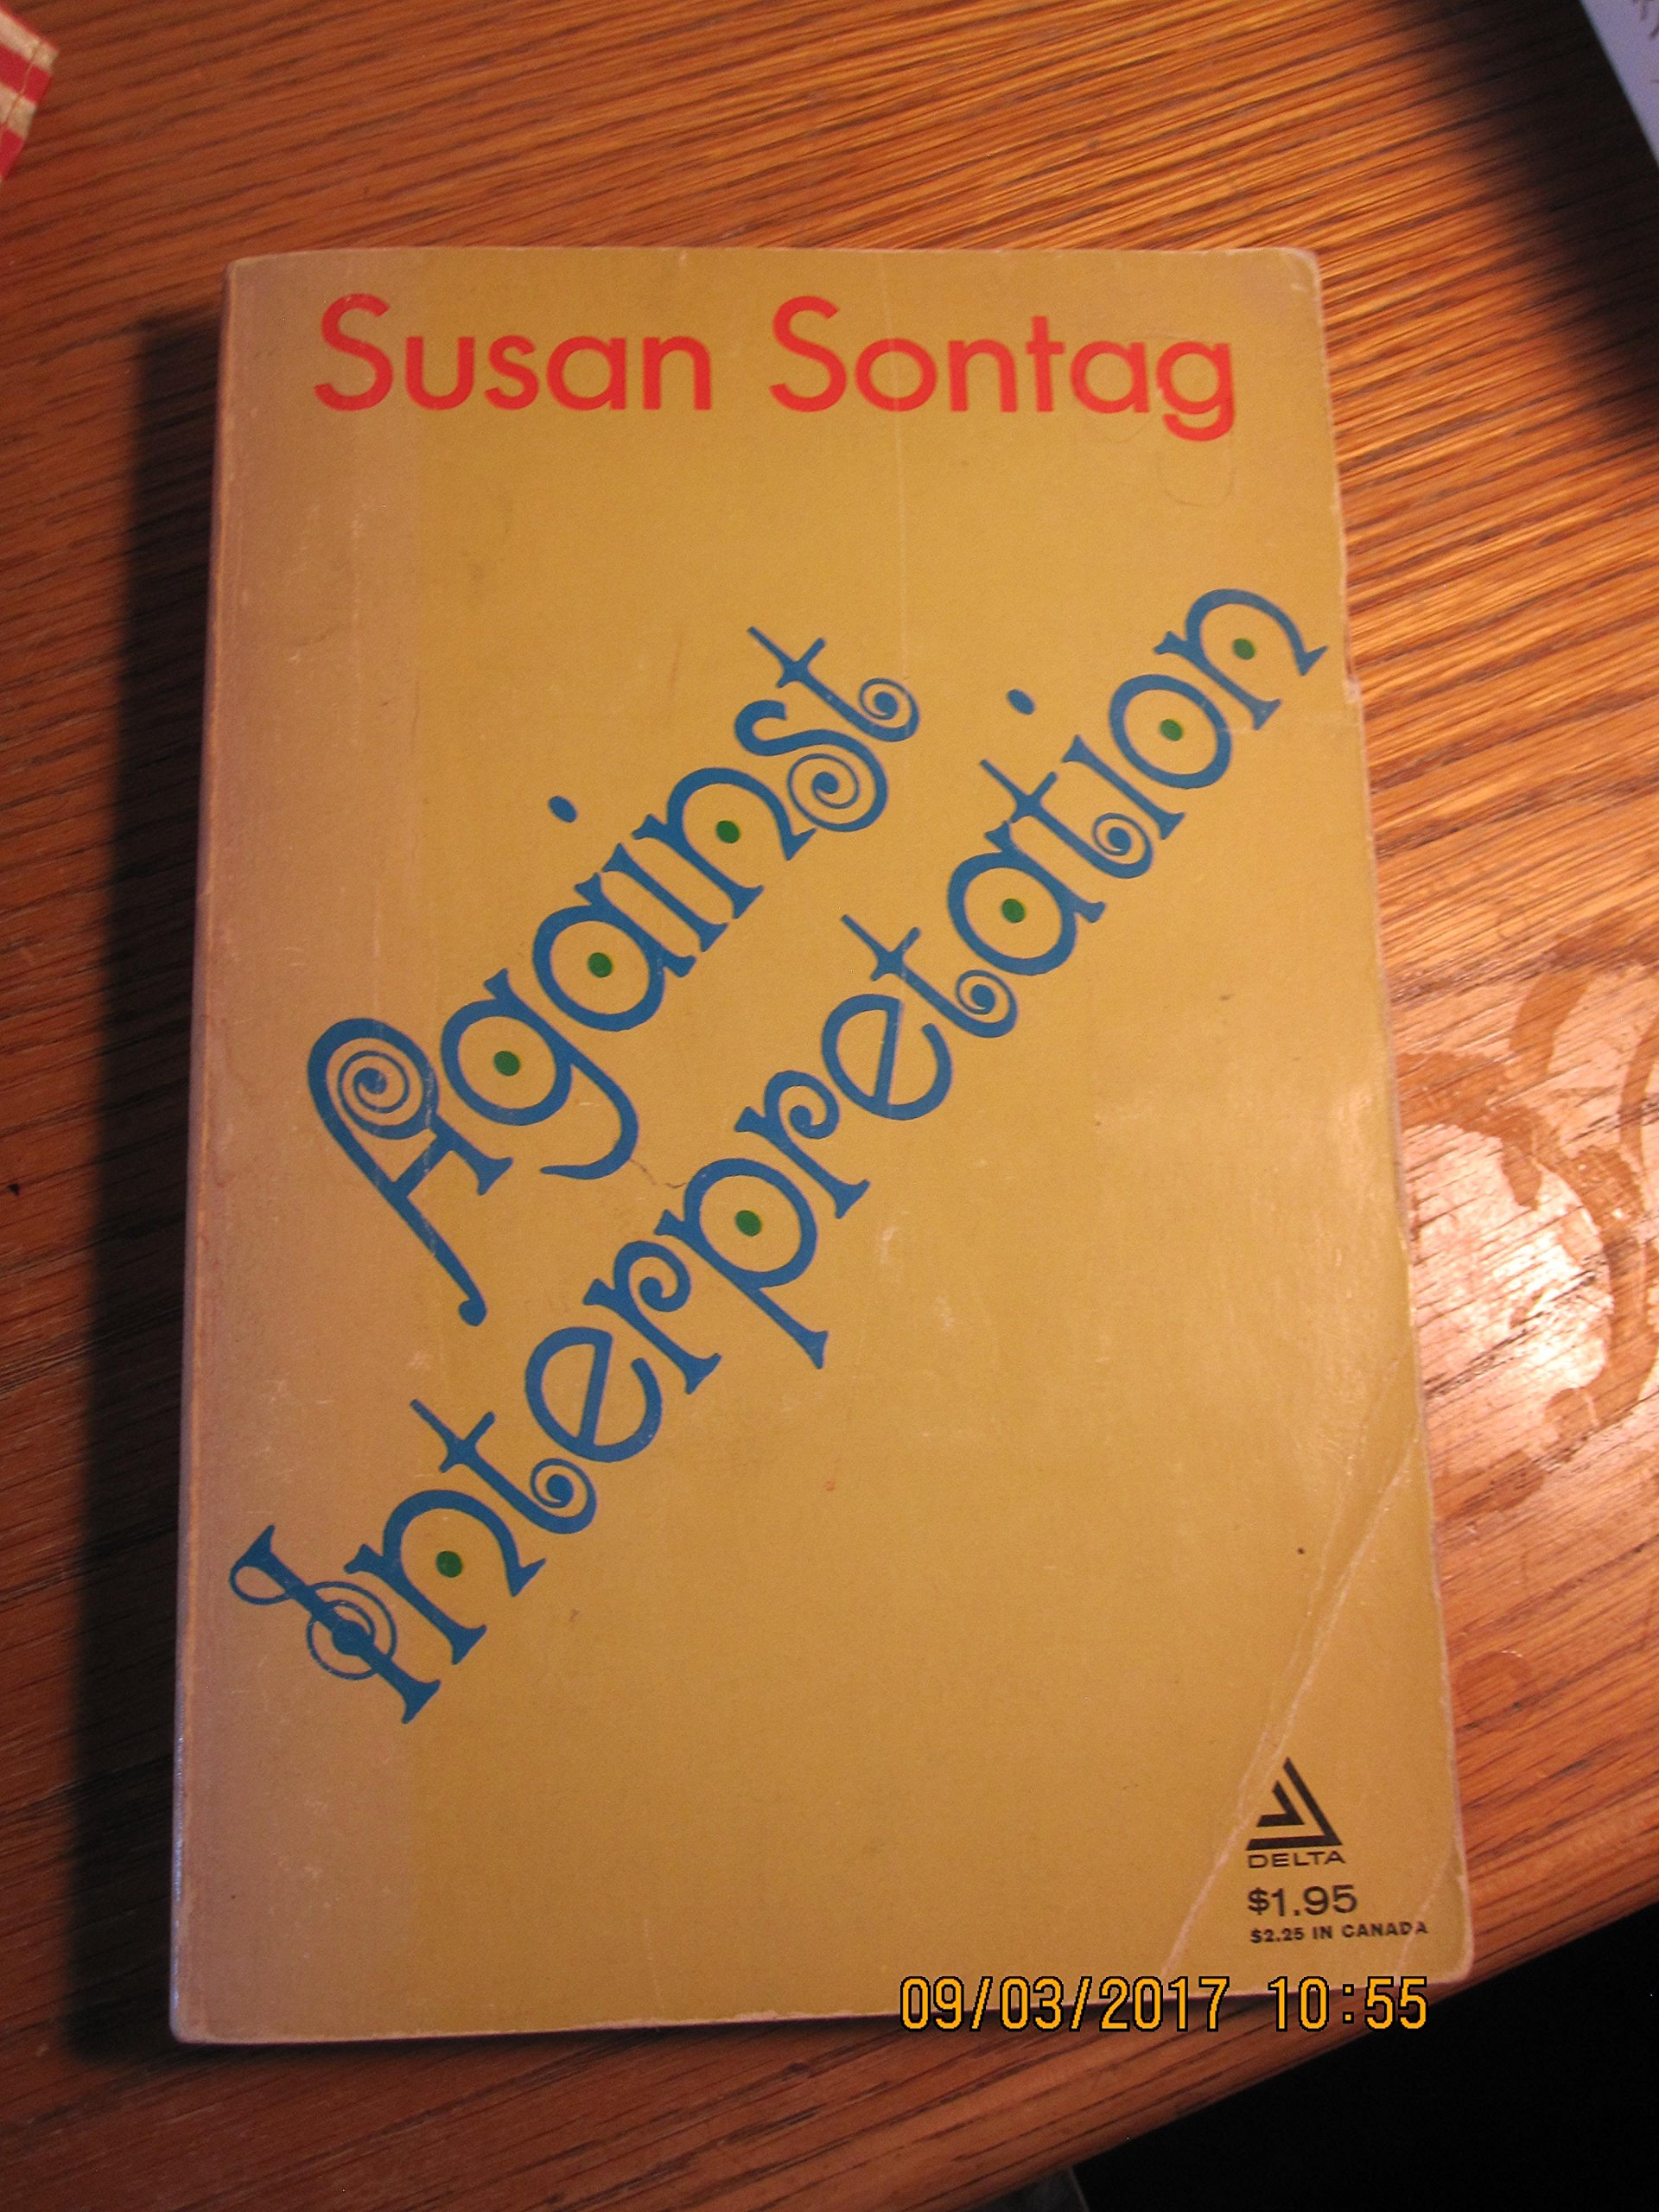 Susan Sontag
Against
Interpretation
DELTA
$1.95
$2.25 IN CANADA
09/03/2017 10:55